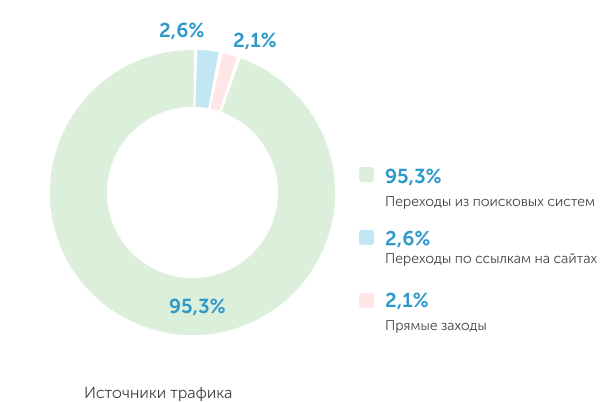 2,6%
2,1%
95,3%
95,3%
Переходы из поисковых систем
2,6%
Переходы по ссылкам на сайтах
2,1%
Прямые заходы
Источники трафика